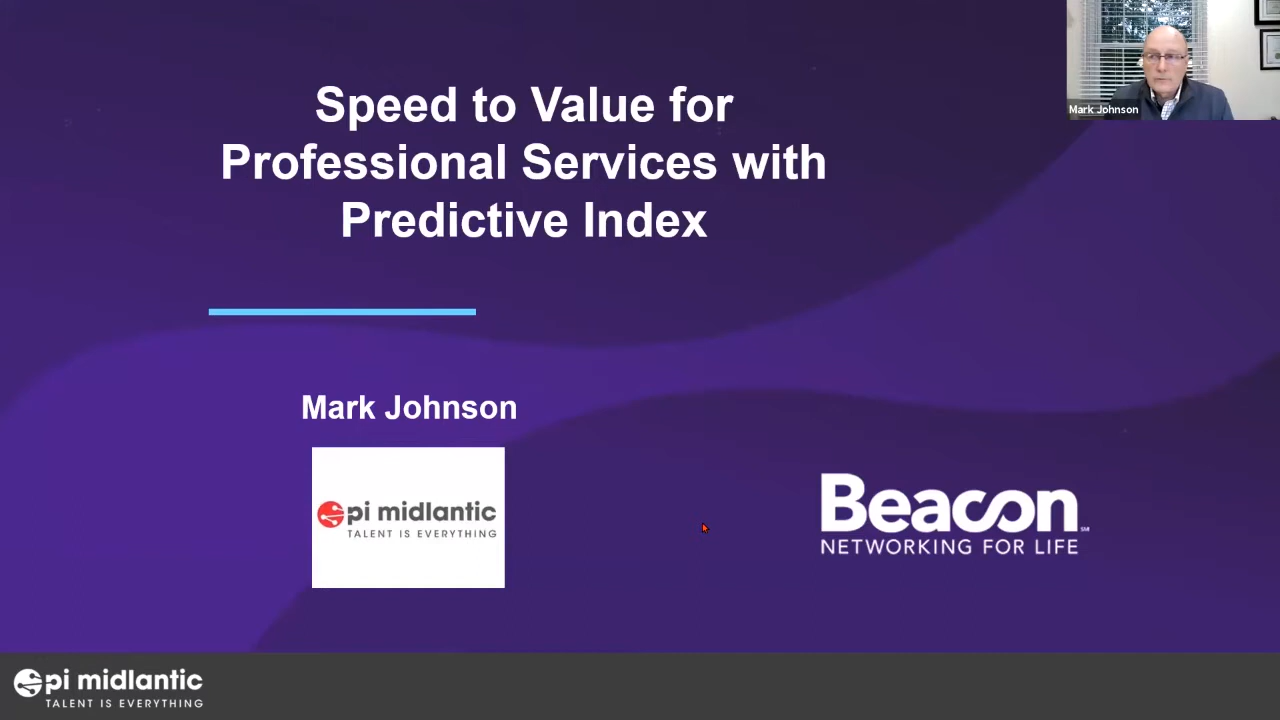 Speed to Value for
Professional Services with
Predictive Index
Mark Johnson
Mark Johnson
pi midlantic
TALENT IS EVERYTHING
Beacon SM
NETWORKING FOR LIFE
pi midlantic
TALENT IS EVERYTHING